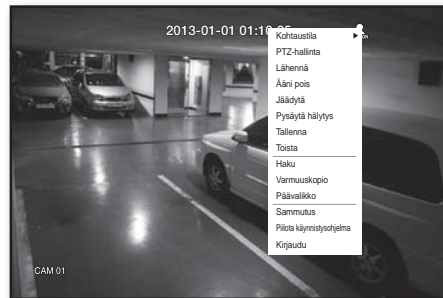 2013-01-01 01:10
Kohtaustila
PTZ-hallinta
Lähennä
Ääni pois
Jäädytä
Pysäytä hälytys
Tallenna
Toista
Haku
Varmuuskopio
Päävalikko
Sammutus
Piilota käynnistysohjelma
Kirjaudu
CAM 01